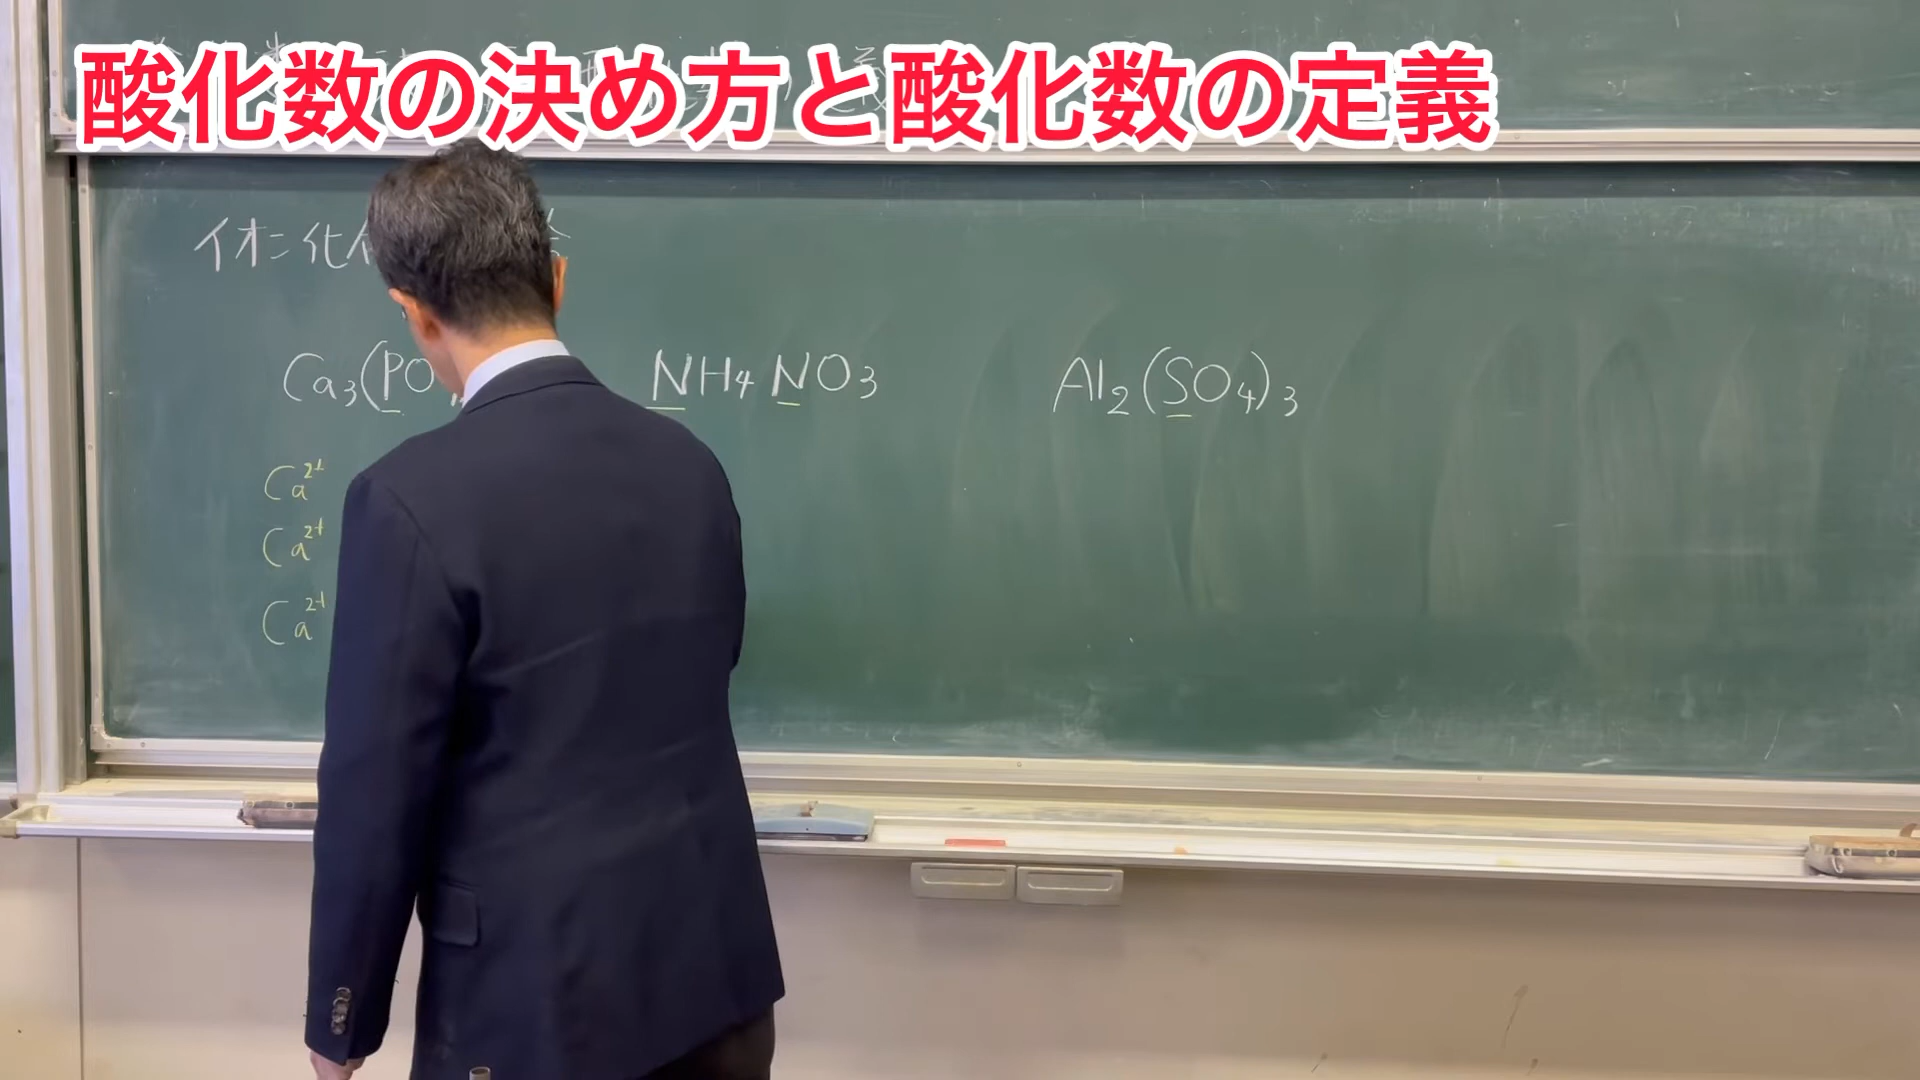 酸化数の決め方と酸化数の定義
イオン化
Ca₃(PO NH₄NO₃ Al₂(SO₄)₃
Ca²⁺
Ca²⁺
Ca²⁺